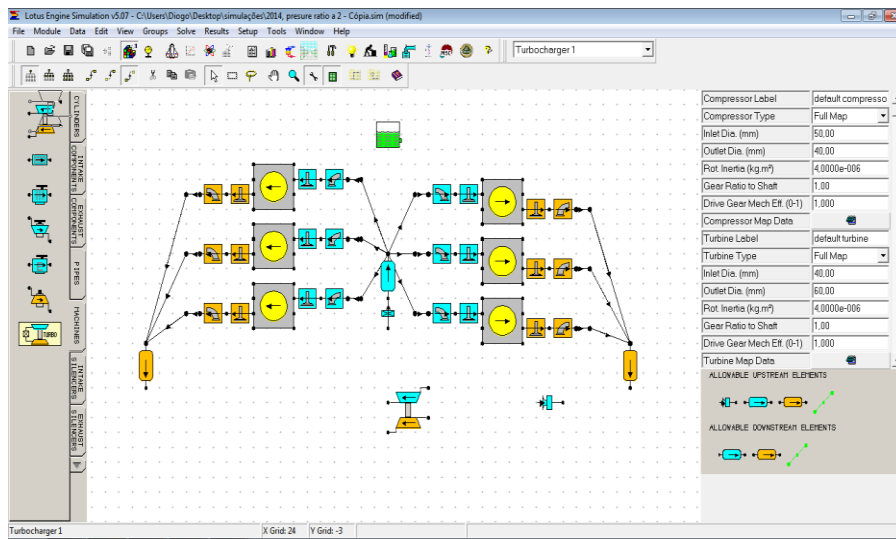 Lotus Engine Simulation v5.07 - C:\Users\Diogo\Desktop\simulações\2014, presure ratio a 2 - Cópia.sim (modified)
File Module Data Edit View Groups Solve Results Setup Tools Window Help
Turbocharger 1
CYLINDERS
INTAKE COMPONENTS
EXHAUST COMPONENTS
PIPES
MACHINES
INTAKE SILENCERS
EXHAUST SILENCERS
TURBO
Compressor Label default compresso
Compressor Type Full Map
Inlet Dia. (mm) 50,00
Outlet Dia. (mm) 40,00
Rot. Inertia (kg.m²) 4,0000e-006
Gear Ratio to Shaft 1,00
Drive Gear Mech Eff. (0-1) 1,000
Compressor Map Data
Turbine Label default turbine
Turbine Type Full Map
Inlet Dia. (mm) 40,00
Outlet Dia. (mm) 60,00
Rot. Inertia (kg.m²) 4,0000e-006
Gear Ratio to Shaft 1,00
Drive Gear Mech Eff. (0-1) 1,000
Turbine Map Data
ALLOWABLE UPSTREAM ELEMENTS
ALLOWABLE DOWNSTREAM ELEMENTS
Turbocharger 1 X Grid: 24 Y Grid: -3